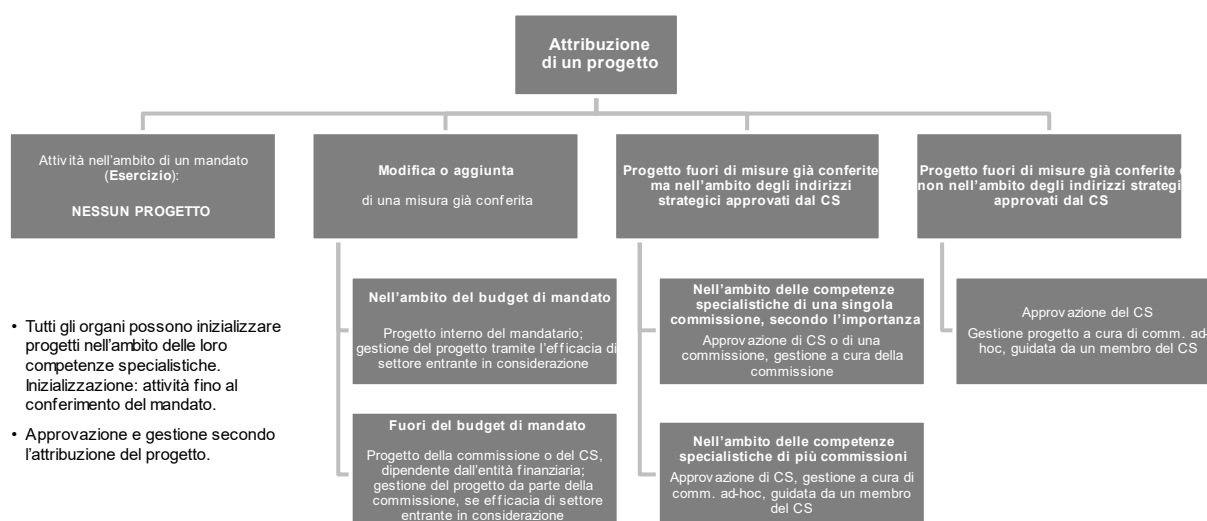 Attribuzione
di un progetto
Attività nell'ambito di un mandato
(Esercizio):
NESSUN PROGETTO
Modifica o aggiunta
di una misura già conferita
Progetto fuori di misure già conferite
ma nell'ambito degli indirizzi
strategici approvati dal CS
Progetto fuori di misure già conferite
non nell'ambito degli indirizzi strategi
approvati dal CS
• Tutti gli organi possono inizializzare
progetti nell'ambito delle loro
competenze specialistiche.
Inizializzazione: attività fino al
conferimento del mandato.
• Approvazione e gestione secondo
l'attribuzione del progetto.
Nell'ambito del budget di mandato
Progetto interno del mandatario;
gestione del progetto tramite l'efficacia di
settore entrante in considerazione
Fuori del budget di mandato
Progetto della commissione o del CS,
dipendente dall'entità finanziaria;
gestione del progetto da parte della
commissione, se efficacia di settore
entrante in considerazione
Nell'ambito delle competenze
specialistiche di una singola
commissione, secondo l'importanza
Approvazione di CS o di una
commissione, gestione a cura della
commissione
Nell'ambito delle competenze
specialistiche di più commissioni
Approvazione di CS, gestione a cura di
comm. ad-hoc, guidata da un membro
del CS
Approvazione del CS
Gestione progetto a cura di comm. ad-
hoc, guidata da un membro del CS